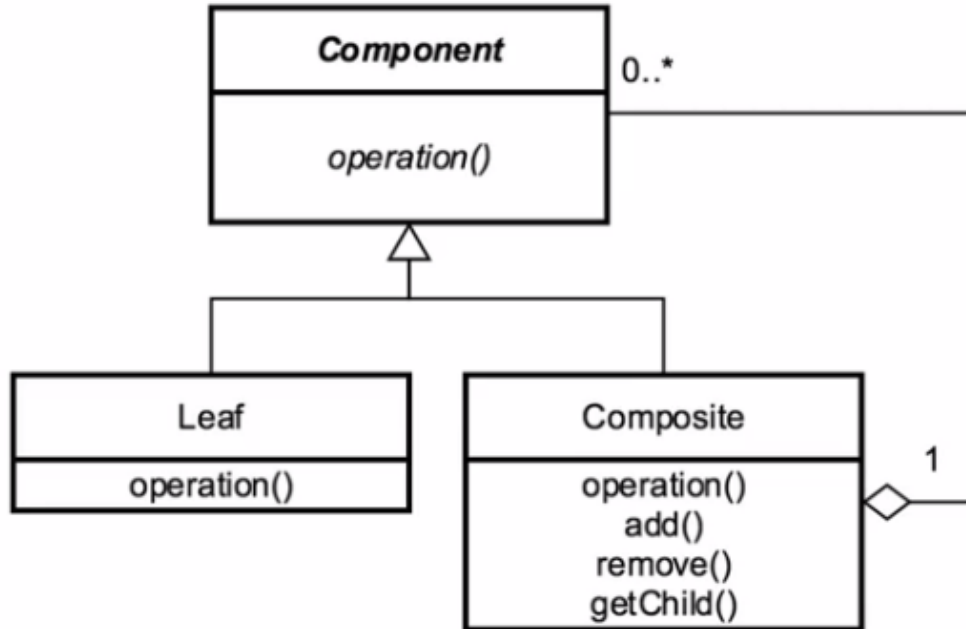 Component
0..*
operation()
Leaf
operation()
Composite
operation()
add()
remove()
getChild()
1